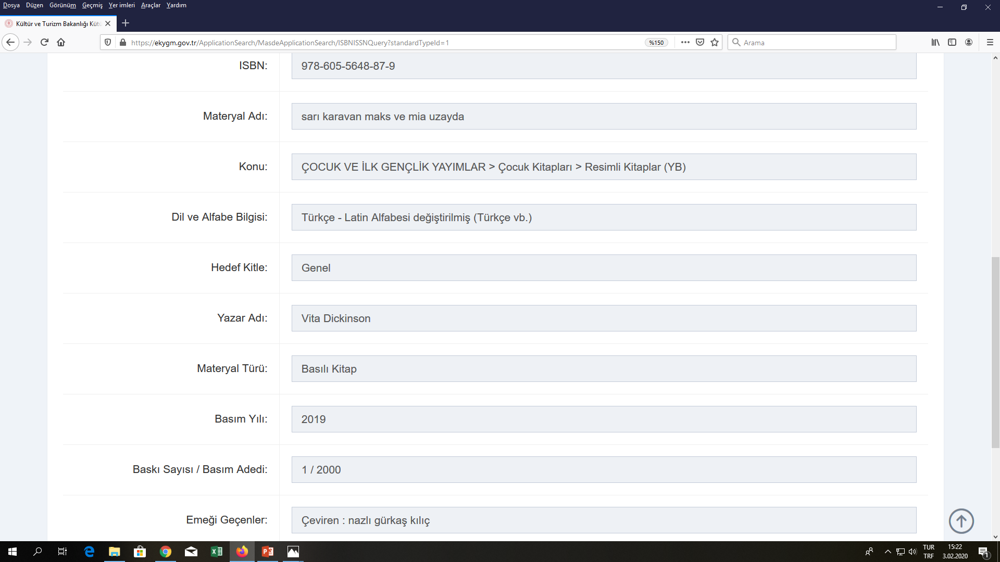 Dosya Düzen Görünüm Geçmiş Yer imleri Araçlar Yardım
Kültür ve Turizm Bakanlığı Kütü
https://ekygm.gov.tr/ApplicationSearch/MasdeApplicationSearch/ISBNISSNQuery?standardTypeId=1
%150
Arama
ISBN: 978-605-5648-87-9
Materyal Adı: sarı karavan maks ve mia uzayda
Konu: ÇOCUK VE İLK GENÇLİK YAYIMLAR > Çocuk Kitapları > Resimli Kitaplar (YB)
Dil ve Alfabe Bilgisi: Türkçe - Latin Alfabesi değiştirilmiş (Türkçe vb.)
Hedef Kitle: Genel
Yazar Adı: Vita Dickinson
Materyal Türü: Basılı Kitap
Basım Yılı: 2019
Baskı Sayısı / Basım Adedi: 1 / 2000
Emeği Geçenler: Çeviren : nazlı gürkaş kılıç
TUR 15:22
TRF 3.02.2020
1